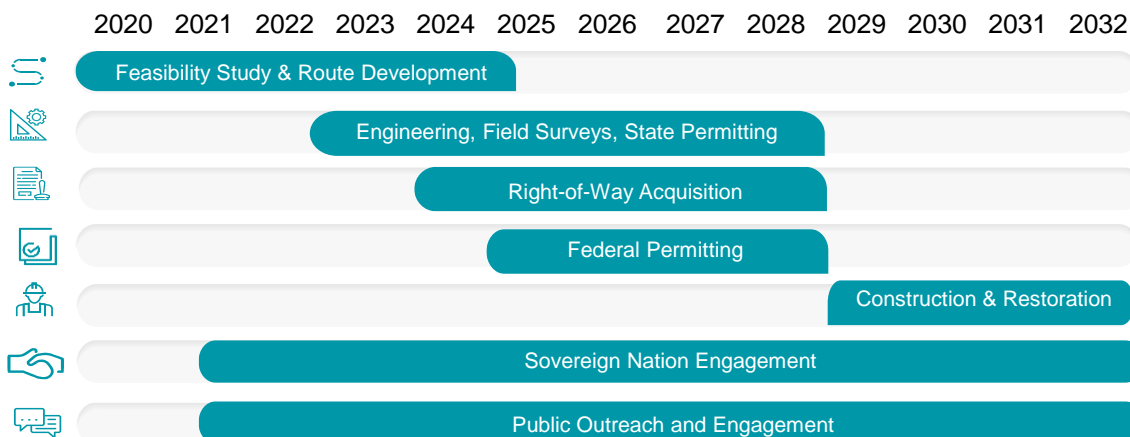 2020 2021 2022 2023 2024 2025 2026 2027 2028 2029 2030 2031 2032
Feasibility Study & Route Development
Engineering, Field Surveys, State Permitting
Right-of-Way Acquisition
Federal Permitting
Construction & Restoration
Sovereign Nation Engagement
Public Outreach and Engagement